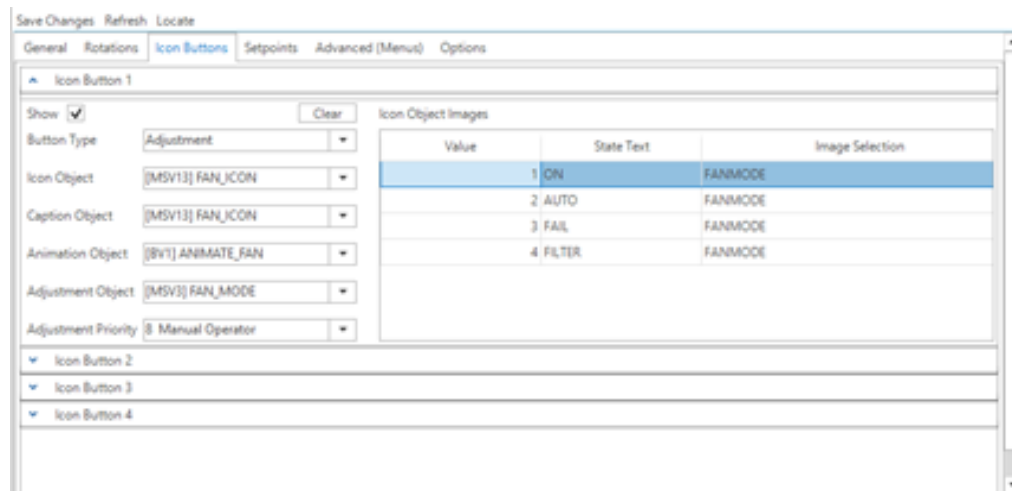 Save Changes Refresh Locate
General Rotations Icon Buttons Setpoints Advanced (Menus) Options
Icon Button 1
Show Clear Icon Object Images
Button Type Adjustment Value State Text Image Selection
Icon Object [MSV13] FAN_ICON 1 ON FANMODE
2 AUTO FANMODE
Caption Object [MSV13] FAN_ICON 3 FAIL FANMODE
Animation Object [BV1] ANIMATE_FAN 4 FILTER FANMODE
Adjustment Object [MSV3] FAN_MODE
Adjustment Priority 8 Manual Operator
Icon Button 2
Icon Button 3
Icon Button 4